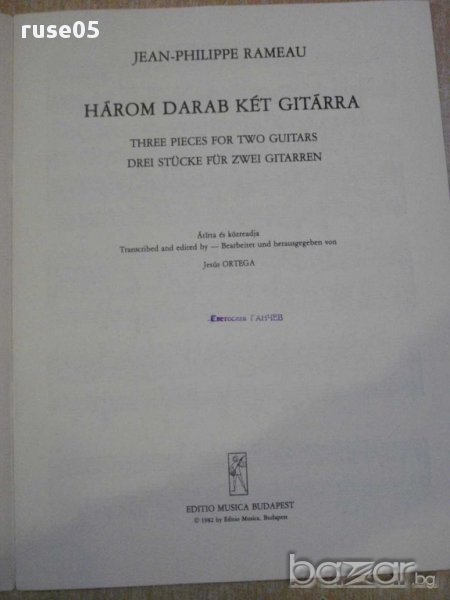 ruse05
JEAN-PHILIPPE RAMEAU
HÁROM DARAB KÉT GITÁRRA
THREE PIECES FOR TWO GUITARS
DREI STÜCKE FÜR ZWEI GITARREN
Átírta és közreadja
Transcribed and edited by — Bearbeitet und herausgegeben von
Jesús ORTEGA
Светослав ГАНЧЕВ
EDITIO MUSICA BUDAPEST
© 1982 by Editio Musica, Budapest
bazar.bg